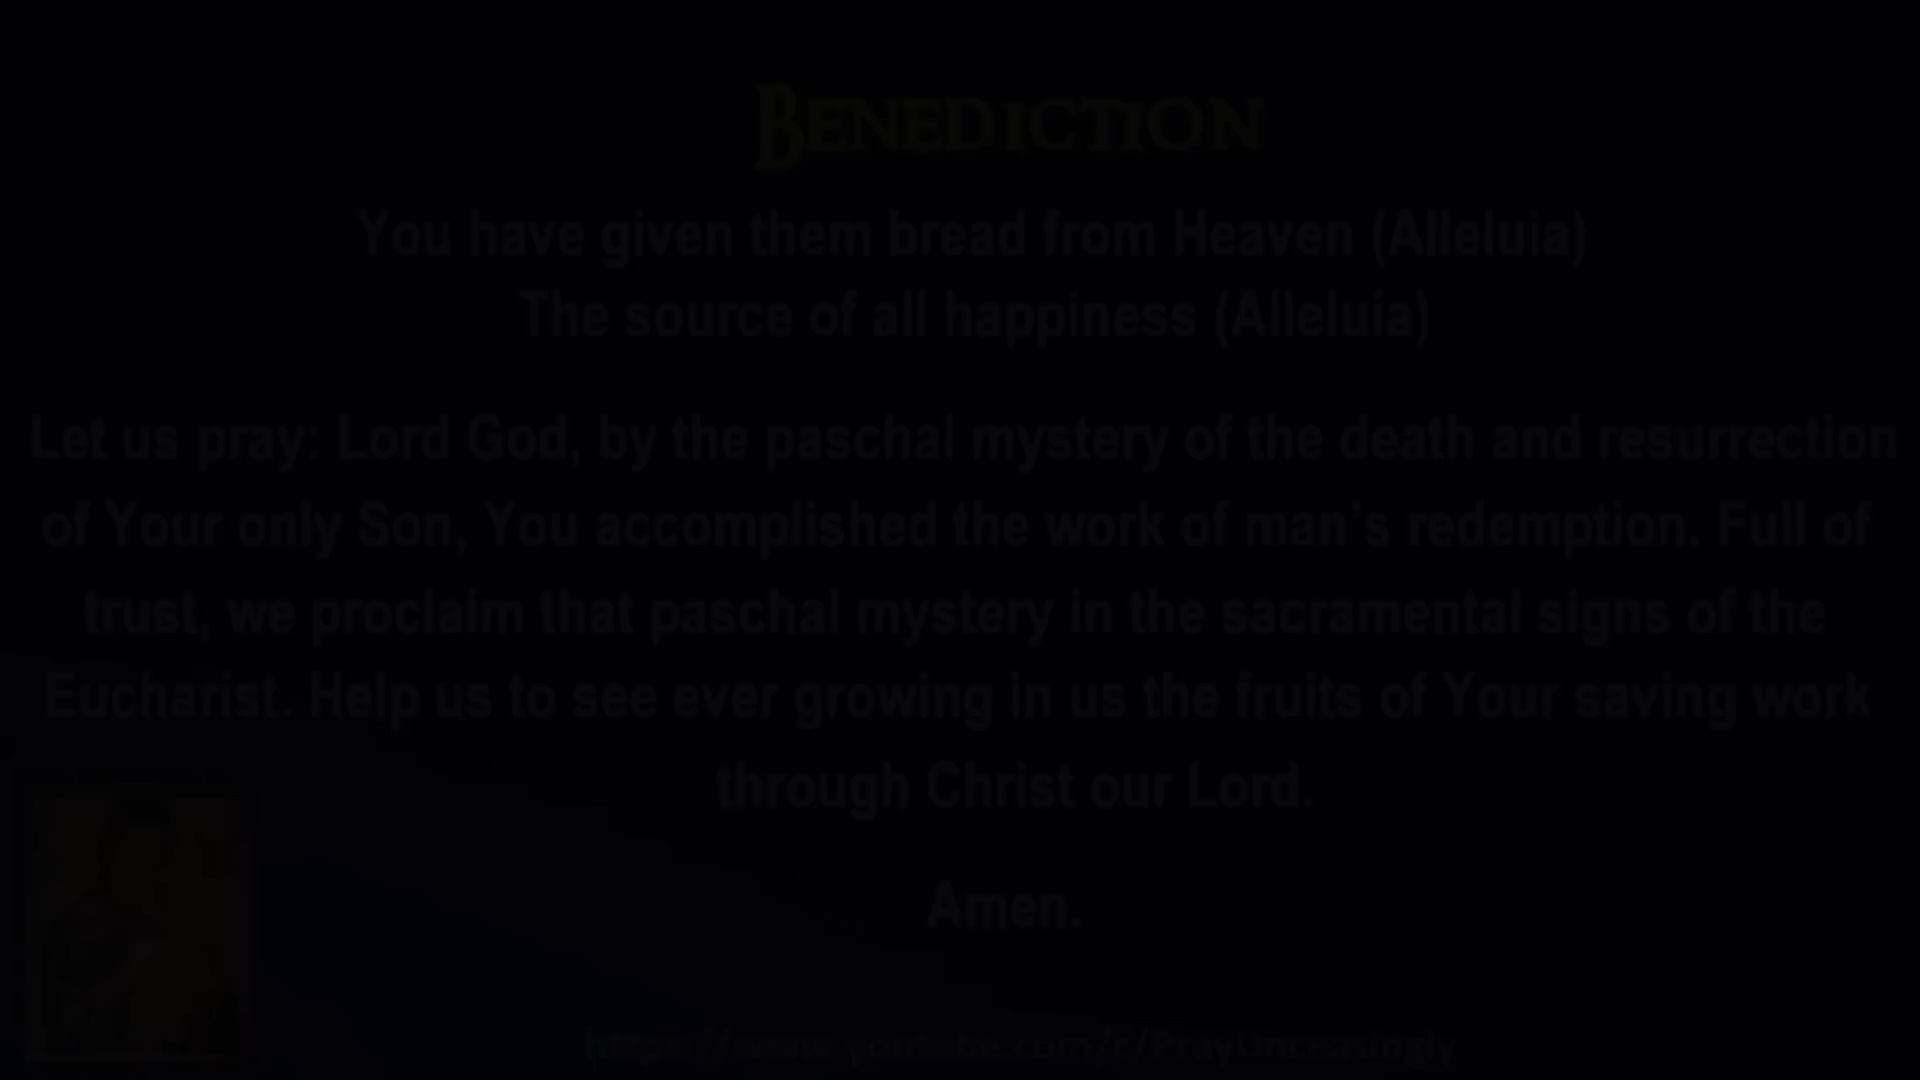 Benediction
You have given them bread from Heaven (Alleluia)
The source of all happiness (Alleluia)
Let us pray: Lord God, by the paschal mystery of the death and resurrection
of Your only Son, You accomplished the work of man's redemption. Full of
trust, we proclaim that paschal mystery in the sacramental signs of the
Eucharist. Help us to see ever growing in us the fruits of Your saving work
through Christ our Lord.
Amen.
https://www.youtube.com/c/PrayUnceasingly